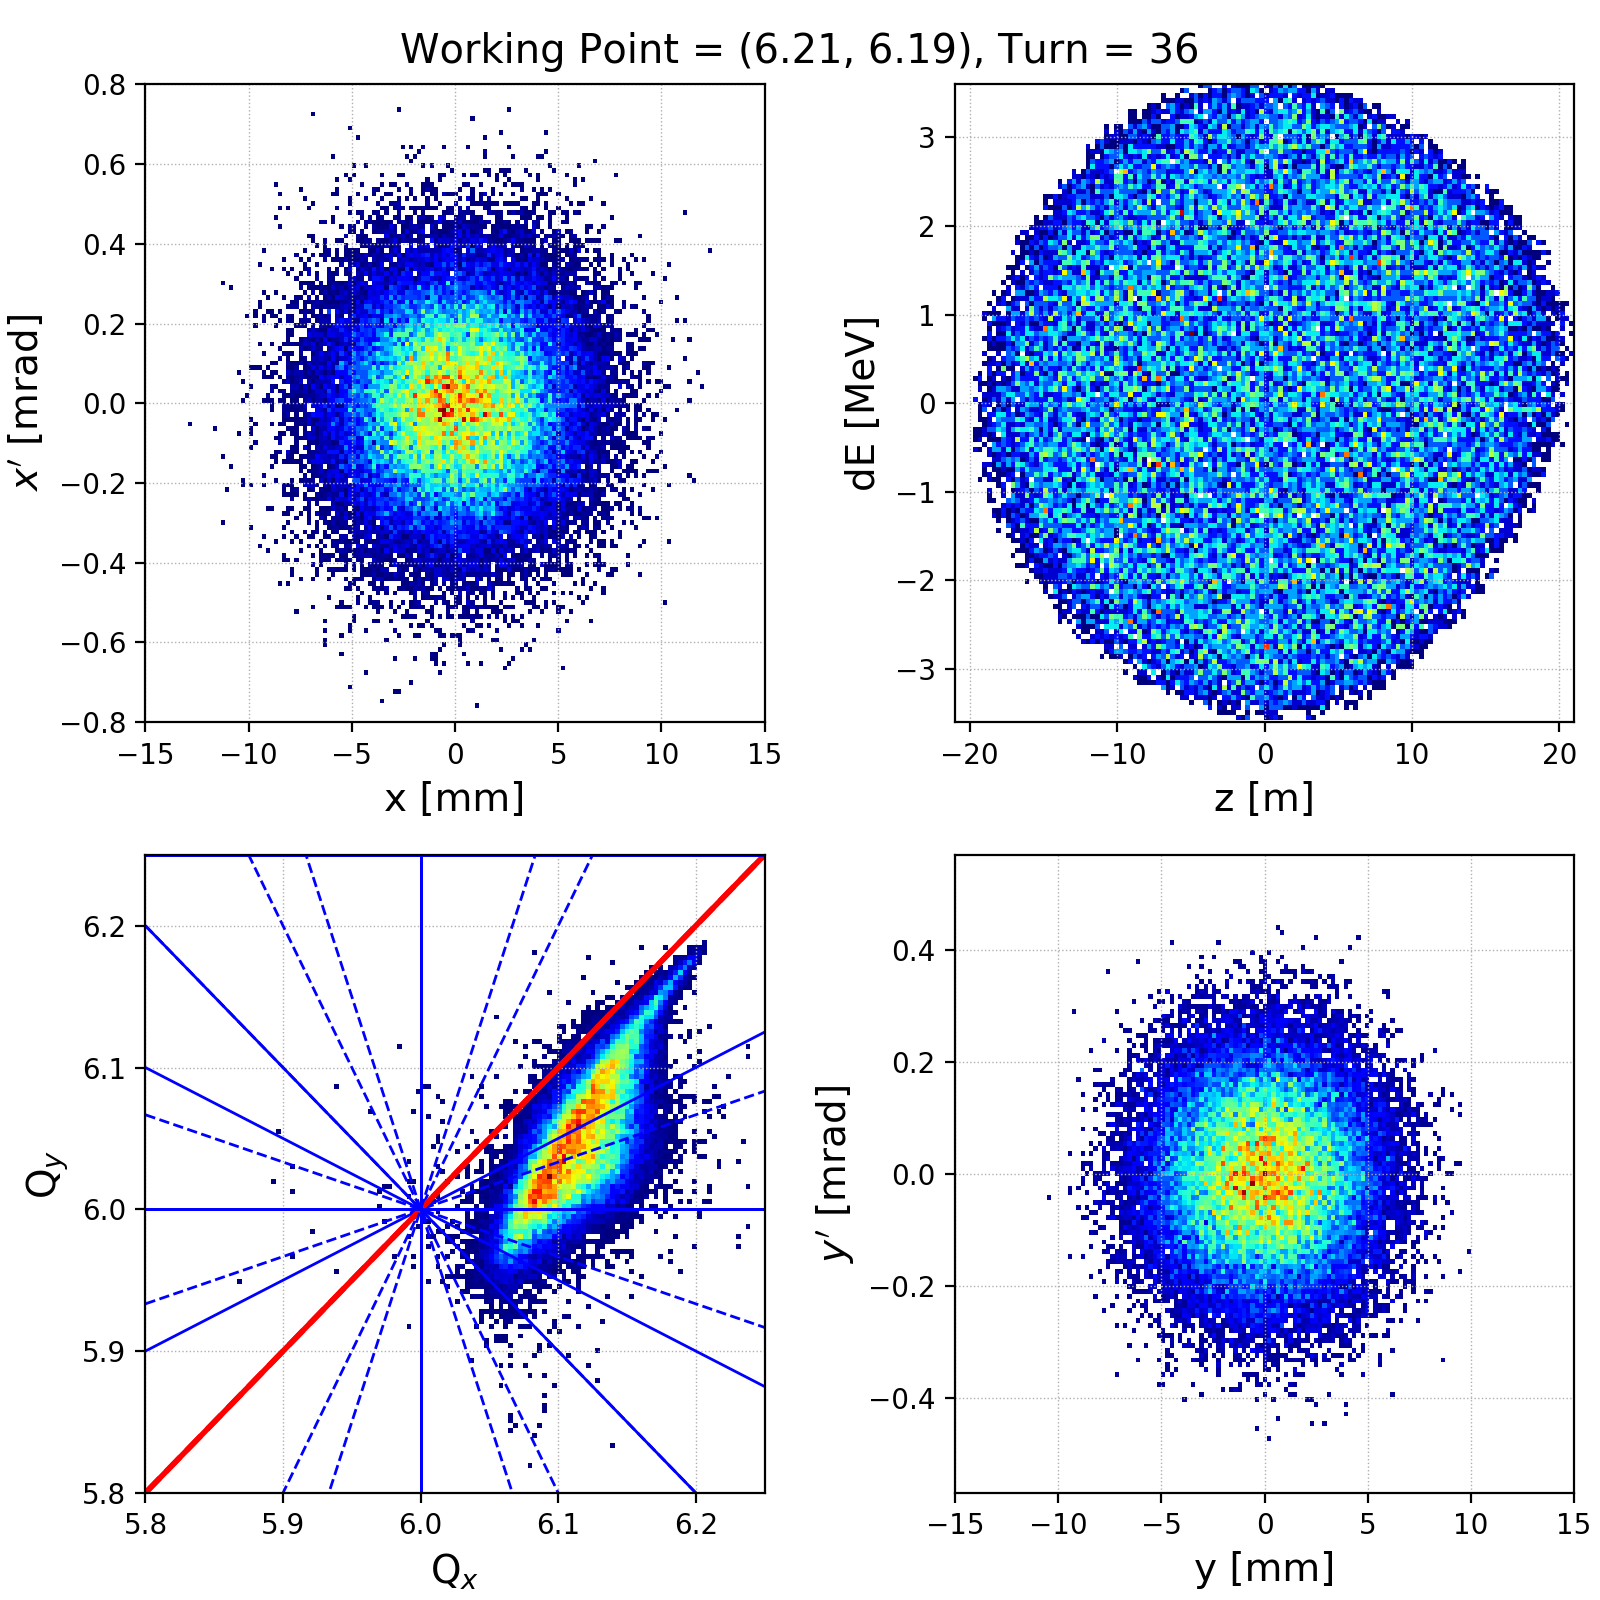 Working Point = (6.21, 6.19), Turn = 36
0.8
0.6
0.4
0.2
0.0
−0.2
−0.4
−0.6
−0.8
x′ [mrad]
−15 −10 −5 0 5 10 15
x [mm]
3
2
1
0
−1
−2
−3
dE [MeV]
−20 −10 0 10 20
z [m]
6.2
6.1
6.0
5.9
5.8
Qy
5.8 5.9 6.0 6.1 6.2
Qx
0.4
0.2
0.0
−0.2
−0.4
y′ [mrad]
−15 −10 −5 0 5 10 15
y [mm]